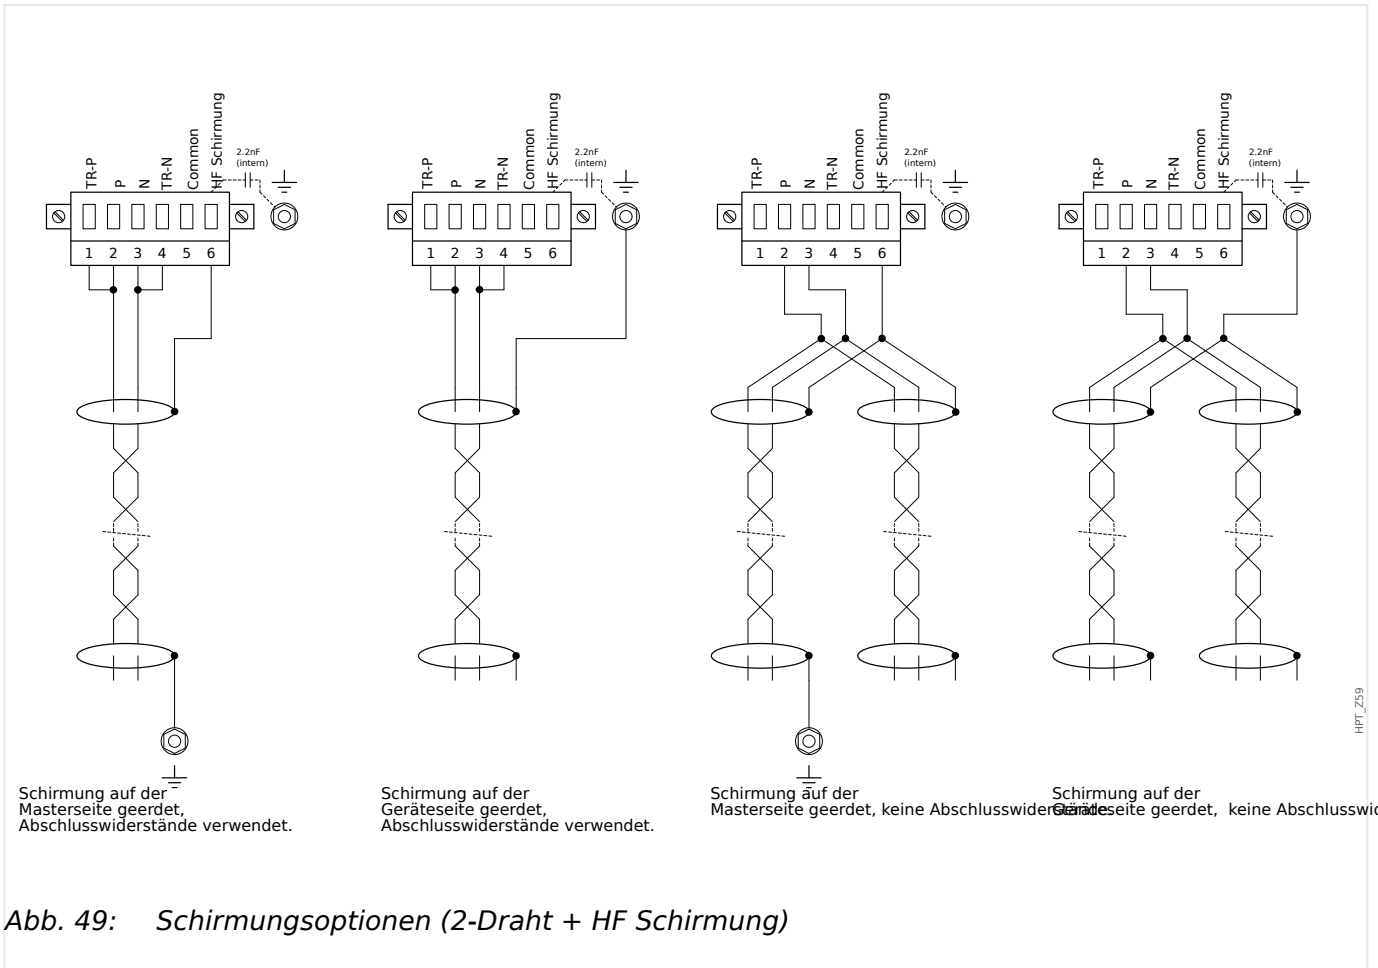 TR-P
P
N
TR-N
Common
HF Schirmung
2.2nF
(intern)
1 2 3 4 5 6
TR-P
P
N
TR-N
Common
HF Schirmung
2.2nF
(intern)
1 2 3 4 5 6
TR-P
P
N
TR-N
Common
HF Schirmung
2.2nF
(intern)
1 2 3 4 5 6
TR-P
P
N
TR-N
Common
HF Schirmung
2.2nF
(intern)
1 2 3 4 5 6
HPT_Z59
Schirmung auf der
Masterseite geerdet,
Abschlusswiderstände verwendet.
Schirmung auf der
Geräteseite geerdet,
Abschlusswiderstände verwendet.
Schirmung auf der
Masterseite geerdet, keine Abschlusswiderstände.
Schirmung auf der
Geräteseite geerdet, keine Abschlusswid
Abb. 49: Schirmungsoptionen (2-Draht + HF Schirmung)